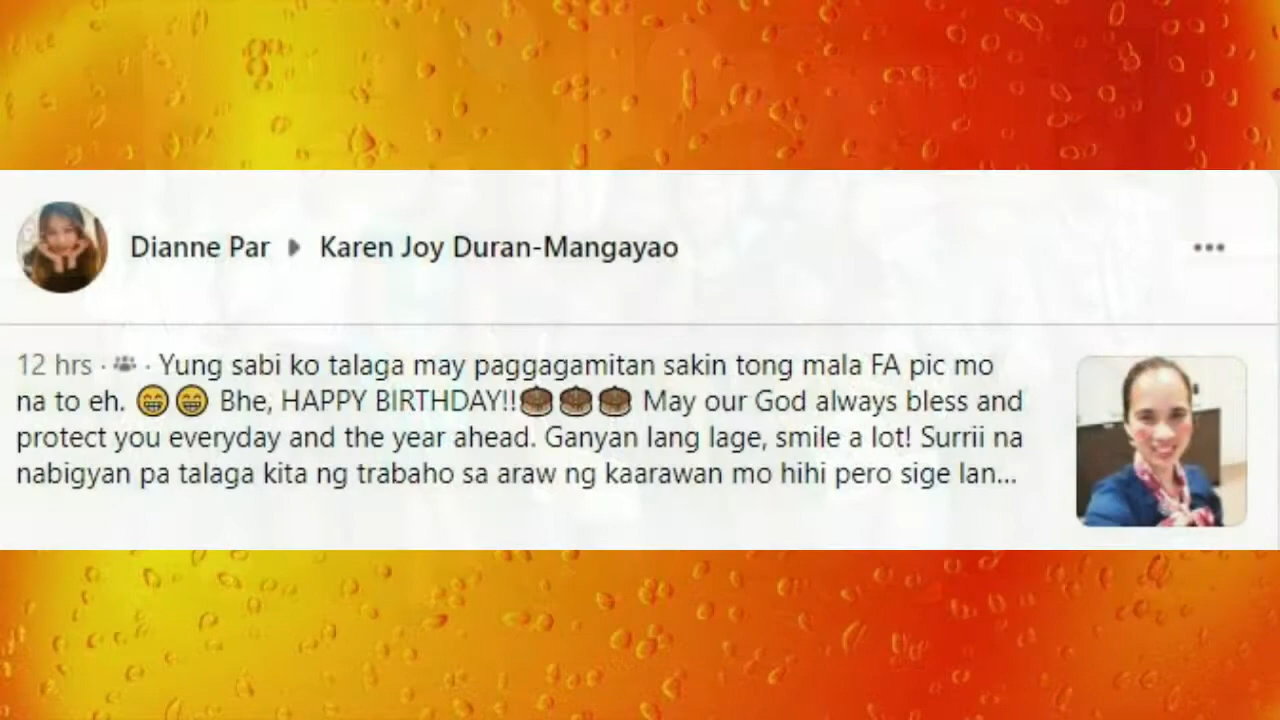 Dianne Par ▶ Karen Joy Duran-Mangayao
12 hrs · Yung sabi ko talaga may paggagamitan sakin tong mala FA pic mo
na to eh. 😁😁 Bhe, HAPPY BIRTHDAY!!🎂🎂🎂 May our God always bless and
protect you everyday and the year ahead. Ganyan lang lage, smile a lot! Surrii na
nabigyan pa talaga kita ng trabaho sa araw ng kaarawan mo hihi pero sige lan...